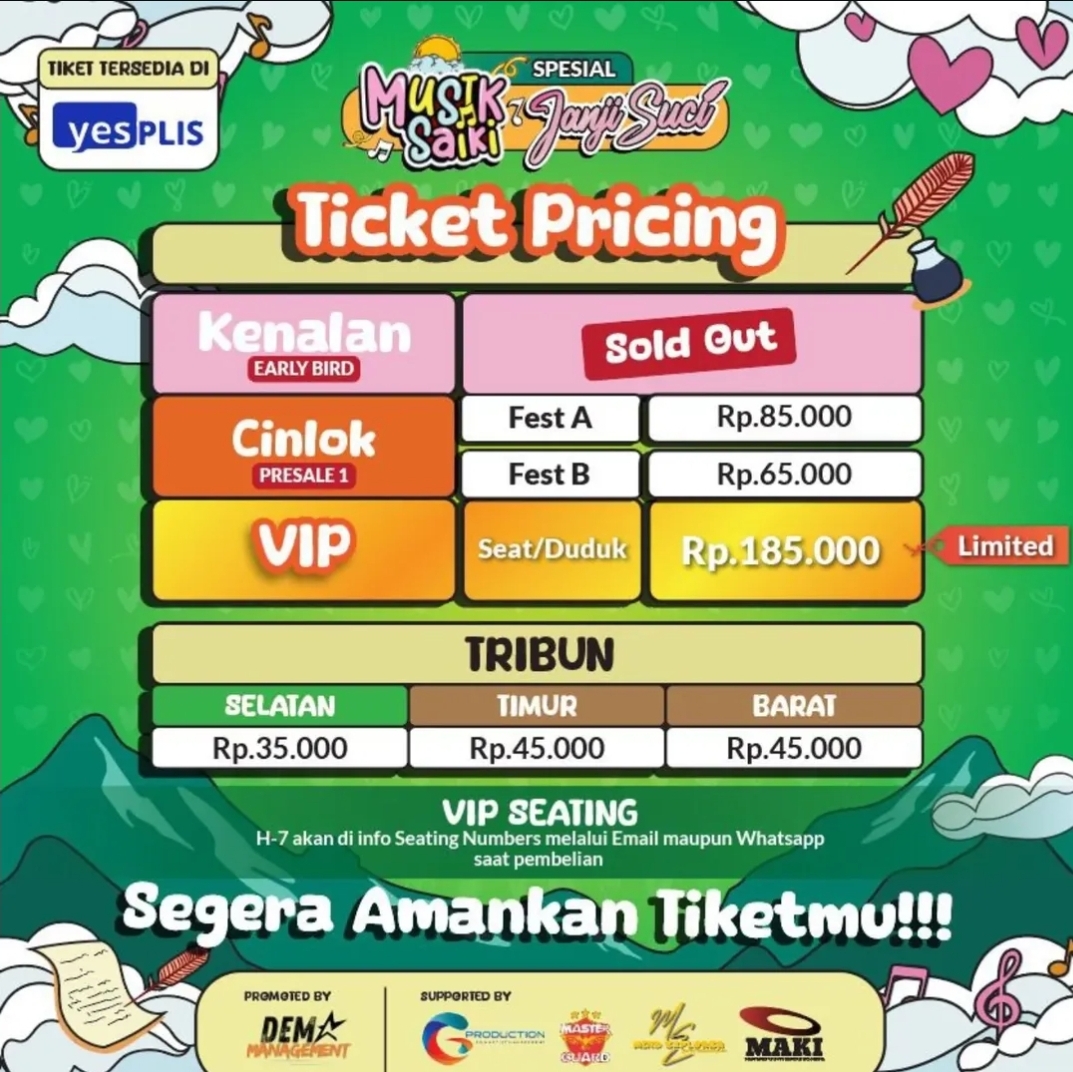 TIKET TERSEDIA DI
yesPLIS
MUSIK Saiki
SPESIAL
Janji Suci
Ticket Pricing
Kenalan
EARLY BIRD
Sold Out
Cinlok
PRESALE 1
Fest A
Rp.85.000
Fest B
Rp.65.000
VIP
Seat/Duduk
Rp.185.000
Limited
TRIBUN
SELATAN
TIMUR
BARAT
Rp.35.000
Rp.45.000
Rp.45.000
VIP SEATING
H-7 akan di info Seating Numbers melalui Email maupun Whatsapp
saat pembelian
Segera Amankan Tiketmu!!!
PROMOTED BY
SUPPORTED BY
DEM
MANAGEMENT
PRODUCTION
MASTER
GUARD
MAKI